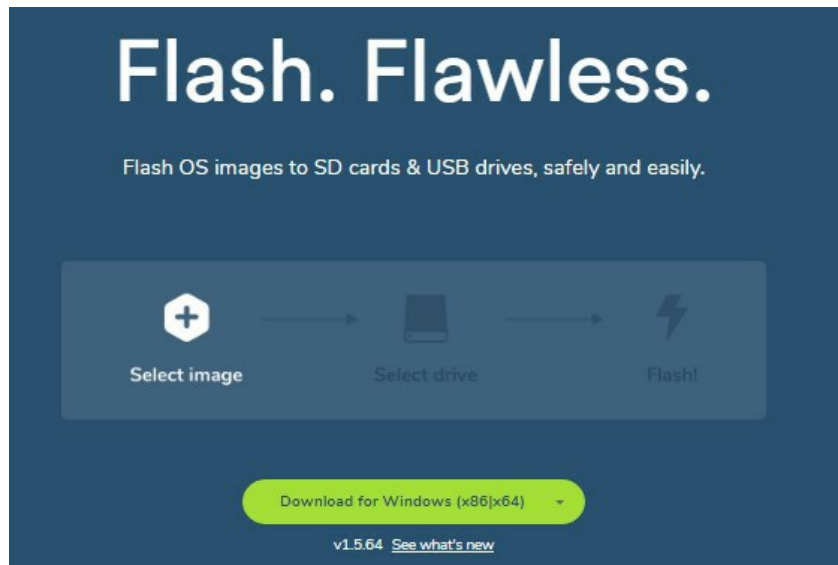 Flash. Flawless.
Flash OS images to SD cards & USB drives, safely and easily.
Select image
Select drive
Flash!
Download for Windows (x86|x64)
v1.5.64 See what's new